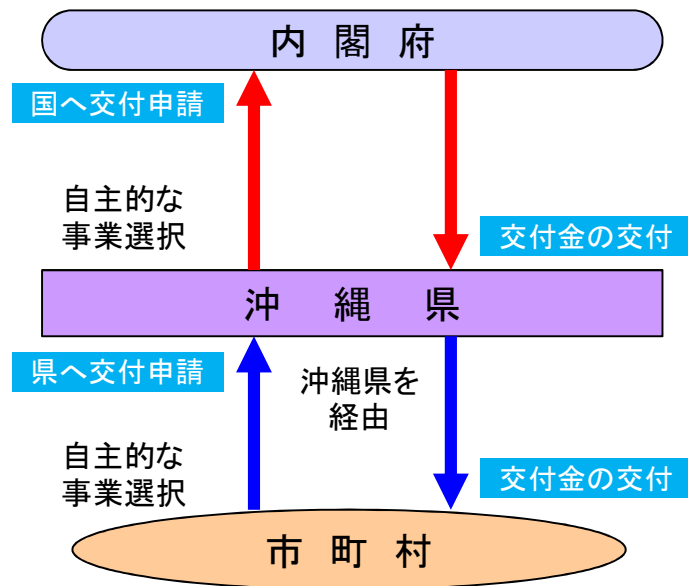 内閣府
国へ交付申請
自主的な
事業選択
交付金の交付
沖縄県
県へ交付申請
沖縄県を
経由
自主的な
事業選択
交付金の交付
市町村